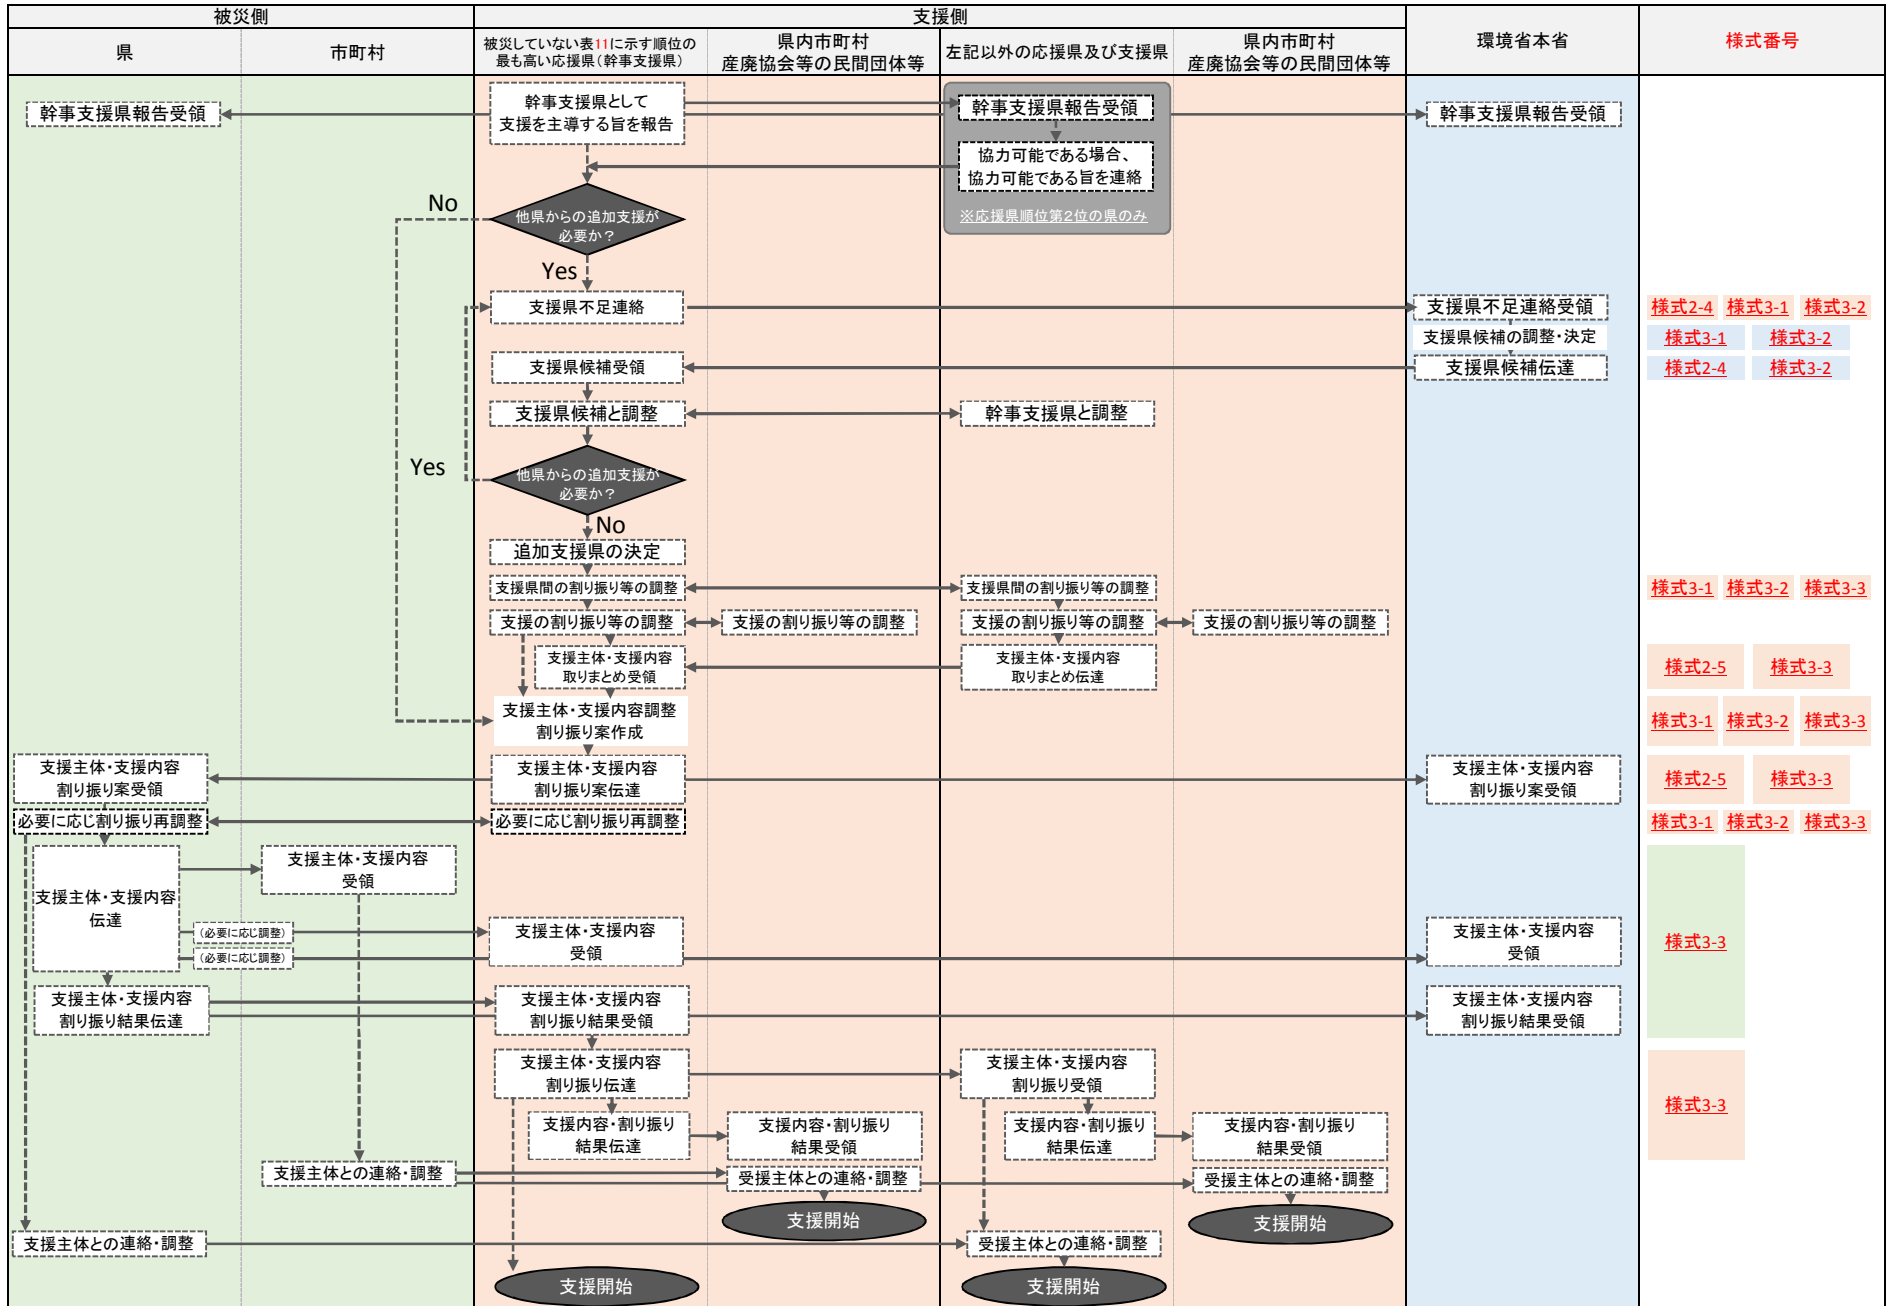 被災側
支援側
県
市町村
被災していない表11に示す順位の
最も高い応援県(幹事支援県)
県内市町村
産廃協会等の民間団体等
左記以外の応援県及び支援県
県内市町村
産廃協会等の民間団体等
環境省本省
様式番号
幹事支援県報告受領
幹事支援県として
支援を主導する旨を報告
幹事支援県報告受領
幹事支援県報告受領
協力可能である場合、
協力可能である旨を連絡
※応援県順位第2位の県のみ
No
他県からの追加支援が
必要か?
Yes
支援県不足連絡
支援県不足連絡受領
様式2-4 様式3-1 様式3-2
支援県候補の調整・決定
様式3-1 様式3-2
支援県候補受領
支援県候補伝達
様式2-4 様式3-2
支援県候補と調整
幹事支援県と調整
Yes
他県からの追加支援が
必要か?
No
追加支援県の決定
支援県間の割り振り等の調整
支援県間の割り振り等の調整
様式3-1 様式3-2 様式3-3
支援の割り振り等の調整
支援の割り振り等の調整
支援の割り振り等の調整
支援の割り振り等の調整
支援主体・支援内容
取りまとめ受領
支援主体・支援内容
取りまとめ伝達
様式2-5 様式3-3
支援主体・支援内容調整
割り振り案作成
様式3-1 様式3-2 様式3-3
支援主体・支援内容
割り振り案受領
支援主体・支援内容
割り振り案伝達
支援主体・支援内容
割り振り案受領
様式2-5 様式3-3
必要に応じ割り振り再調整
必要に応じ割り振り再調整
様式3-1 様式3-2 様式3-3
支援主体・支援内容
伝達
支援主体・支援内容
受領
(必要に応じ調整)
(必要に応じ調整)
支援主体・支援内容
受領
支援主体・支援内容
受領
様式3-3
支援主体・支援内容
割り振り結果伝達
支援主体・支援内容
割り振り結果受領
支援主体・支援内容
割り振り結果受領
支援主体・支援内容
割り振り伝達
支援主体・支援内容
割り振り受領
様式3-3
支援内容・割り振り
結果伝達
支援内容・割り振り
結果受領
支援内容・割り振り
結果伝達
支援内容・割り振り
結果受領
支援主体との連絡・調整
受援主体との連絡・調整
受援主体との連絡・調整
支援開始
支援開始
支援主体との連絡・調整
受援主体との連絡・調整
支援開始
支援開始